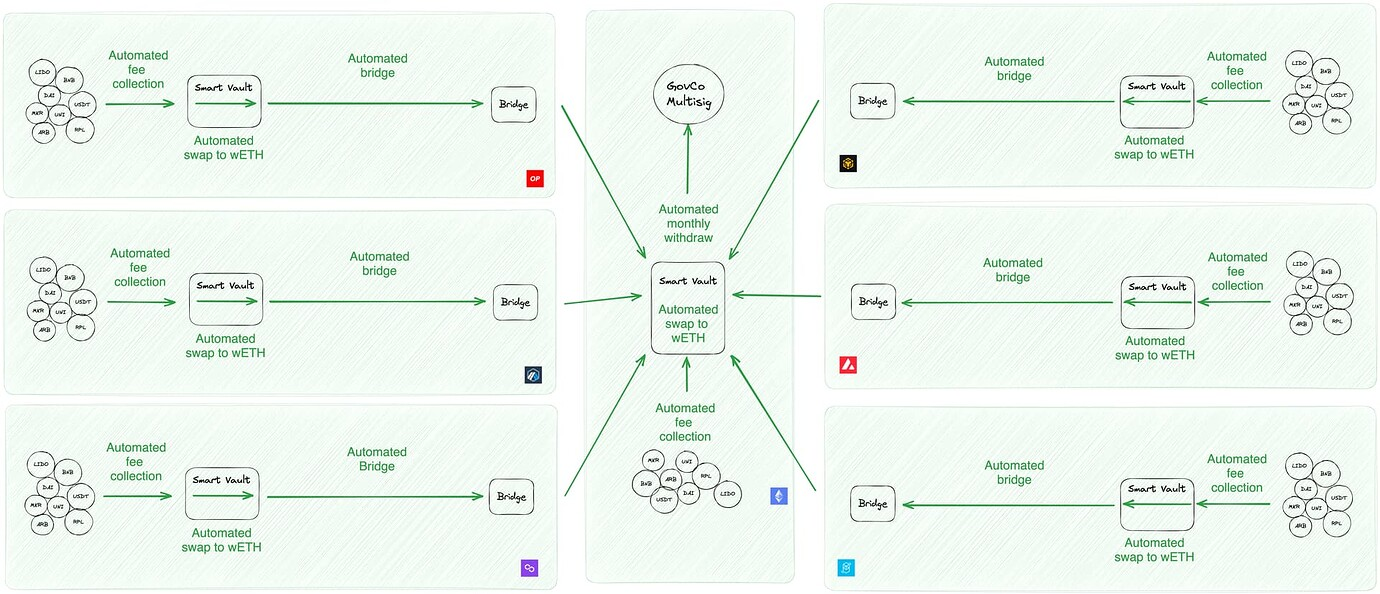 Automated
fee
collection
LIDO
BNB
DAI
USDT
MKR
UNI
ARB
RPL
Smart Vault
Automated
swap to wETH
Automated
bridge
Bridge
OP
Automated
fee
collection
LIDO
BNB
DAI
USDT
MKR
UNI
ARB
RPL
Smart Vault
Automated
swap to wETH
Automated
bridge
Bridge
Automated
fee
collection
LIDO
BNB
DAI
USDT
MKR
UNI
ARB
RPL
Smart Vault
Automated
swap to wETH
Automated
Bridge
Bridge
GovCo
Multisig
Automated
monthly
withdraw
Smart Vault
Automated
swap to
wETH
Automated
fee
collection
MKR
UNI
BNB
ARB
RPL
USDT
DAI
LIDO
Bridge
Automated
bridge
Smart Vault
Automated
swap to wETH
Automated
fee
collection
LIDO
BNB
DAI
USDT
MKR
UNI
ARB
RPL
Bridge
Automated
bridge
Smart Vault
Automated
swap to wETH
Automated
fee
collection
LIDO
BNB
DAI
USDT
MKR
UNI
ARB
RPL
Bridge
Automated
bridge
Smart Vault
Automated
swap to wETH
Automated
fee
collection
LIDO
BNB
DAI
USDT
MKR
UNI
ARB
RPL